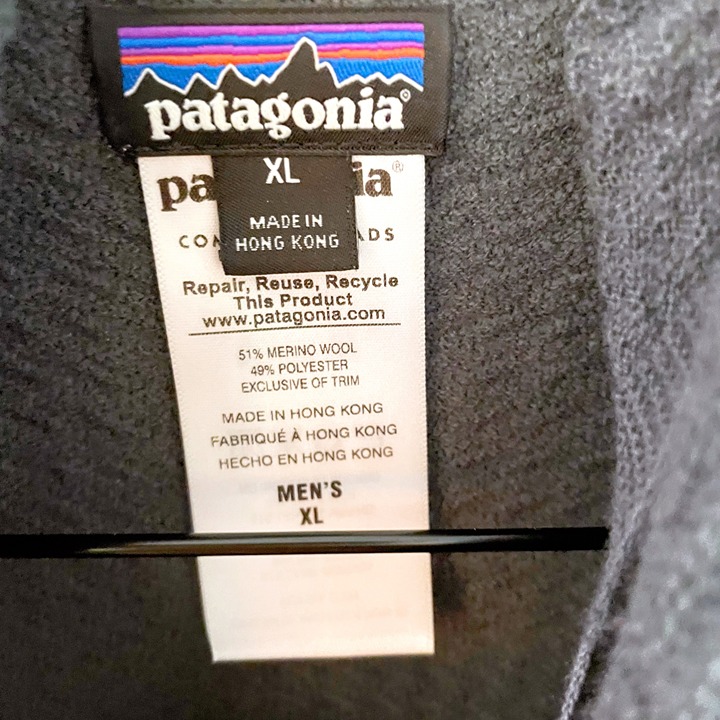 patagonia®
XL
MADE IN
HONG KONG
Repair, Reuse, Recycle
This Product
www.patagonia.com
51% MERINO WOOL
49% POLYESTER
EXCLUSIVE OF TRIM
MADE IN HONG KONG
FABRIQUÉ À HONG KONG
HECHO EN HONG KONG
MEN'S
XL